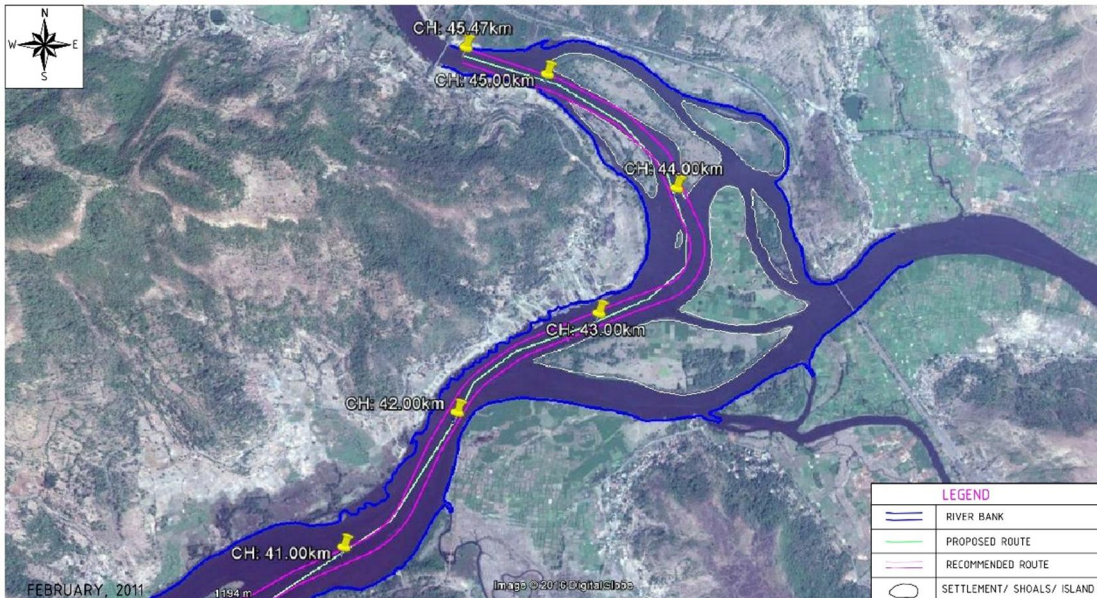 N
W E
S
CH: 45.47km
CH: 45.00km
CH: 44.00km
CH: 43.00km
CH: 42.00km
CH: 41.00km
1194 m
FEBRUARY, 2011
Image © 2016 DigitalGlobe
LEGEND
RIVER BANK
PROPOSED ROUTE
RECOMMENDED ROUTE
SETTLEMENT/ SHOALS/ ISLAND